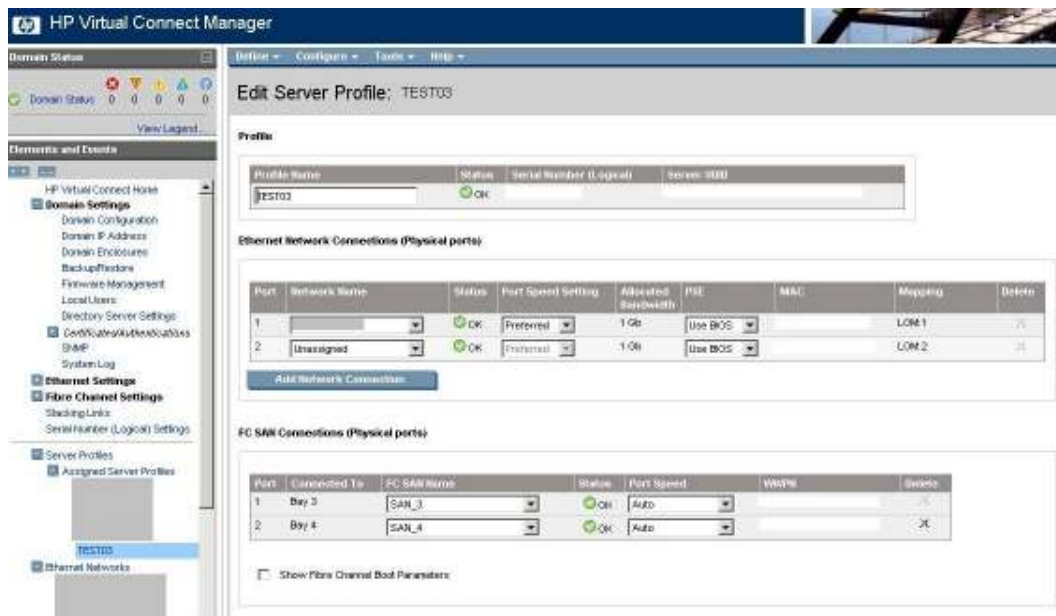 HP Virtual Connect Manager
Domain Status
Domain Status 0 0 0 0 0
View Legend...
Elements and Events
HP Virtual Connect Home
Domain Settings
Domain Configuration
Domain IP Address
Domain Enclosures
Backup/Restore
Firmware Management
Local Users
Directory Server Settings
Certificates/Authentications
SNMP
System Log
Ethernet Settings
Fibre Channel Settings
Stacking Links
Serial Number (Logical) Settings
Server Profiles
Assigned Server Profiles
TEST03
Ethernet Networks
Define Configure Tools Help
Edit Server Profile: TEST03
Profile
Profile Name Status Serial Number (Logical) Server UUID
TEST03 OK
Ethernet Network Connections (Physical ports)
Port Network Name Status Port Speed Setting Allocated Bandwidth PXE MAC Mapping Delete
1 OK Preferred 1 Gb Use BIOS LOM:1
2 Unassigned OK Preferred 1 Gb Use BIOS LOM:2
Add Network Connection
FC SAN Connections (Physical ports)
Port Connected To FC SAN Name Status Port Speed WWPN Delete
1 Bay 3 SAN_3 OK Auto
2 Bay 4 SAN_4 OK Auto
Show Fibre Channel Boot Parameters